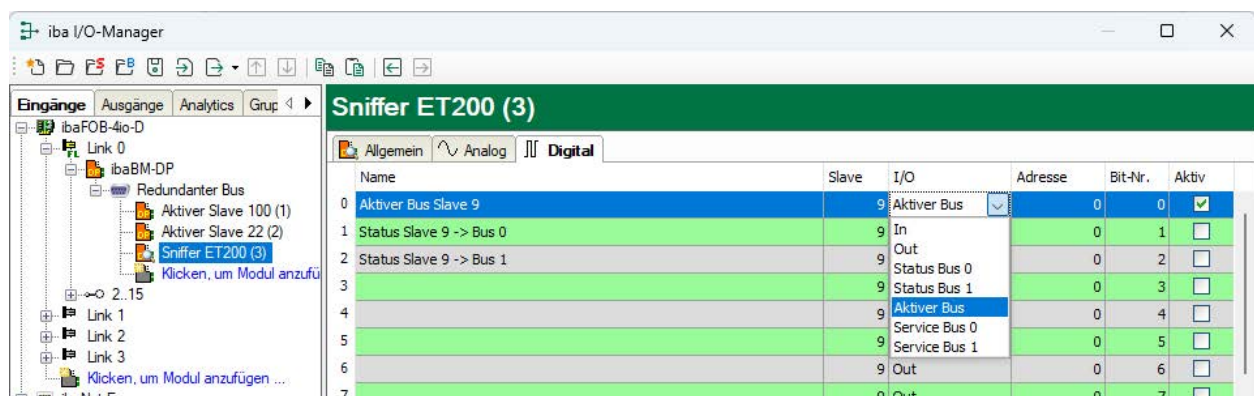 iba I/O-Manager
Eingänge Ausgänge Analytics Grup
Sniffer ET200 (3)
ibaFOB-4io-D
Link 0
ibaBM-DP
Redundanter Bus
Aktiver Slave 100 (1)
Aktiver Slave 22 (2)
Sniffer ET200 (3)
Klicken, um Modul anzufü
2..15
Link 1
Link 2
Link 3
Klicken, um Modul anzufügen ...
Allgemein Analog Digital
Name Slave I/O Adresse Bit-Nr. Aktiv
0 Aktiver Bus Slave 9 9 Aktiver Bus 0 0
1 Status Slave 9 -> Bus 0 9 0 1
2 Status Slave 9 -> Bus 1 9 0 2
3 9 0 3
4 9 0 4
5 9 0 5
6 9 Out 0 6
In
Out
Status Bus 0
Status Bus 1
Aktiver Bus
Service Bus 0
Service Bus 1